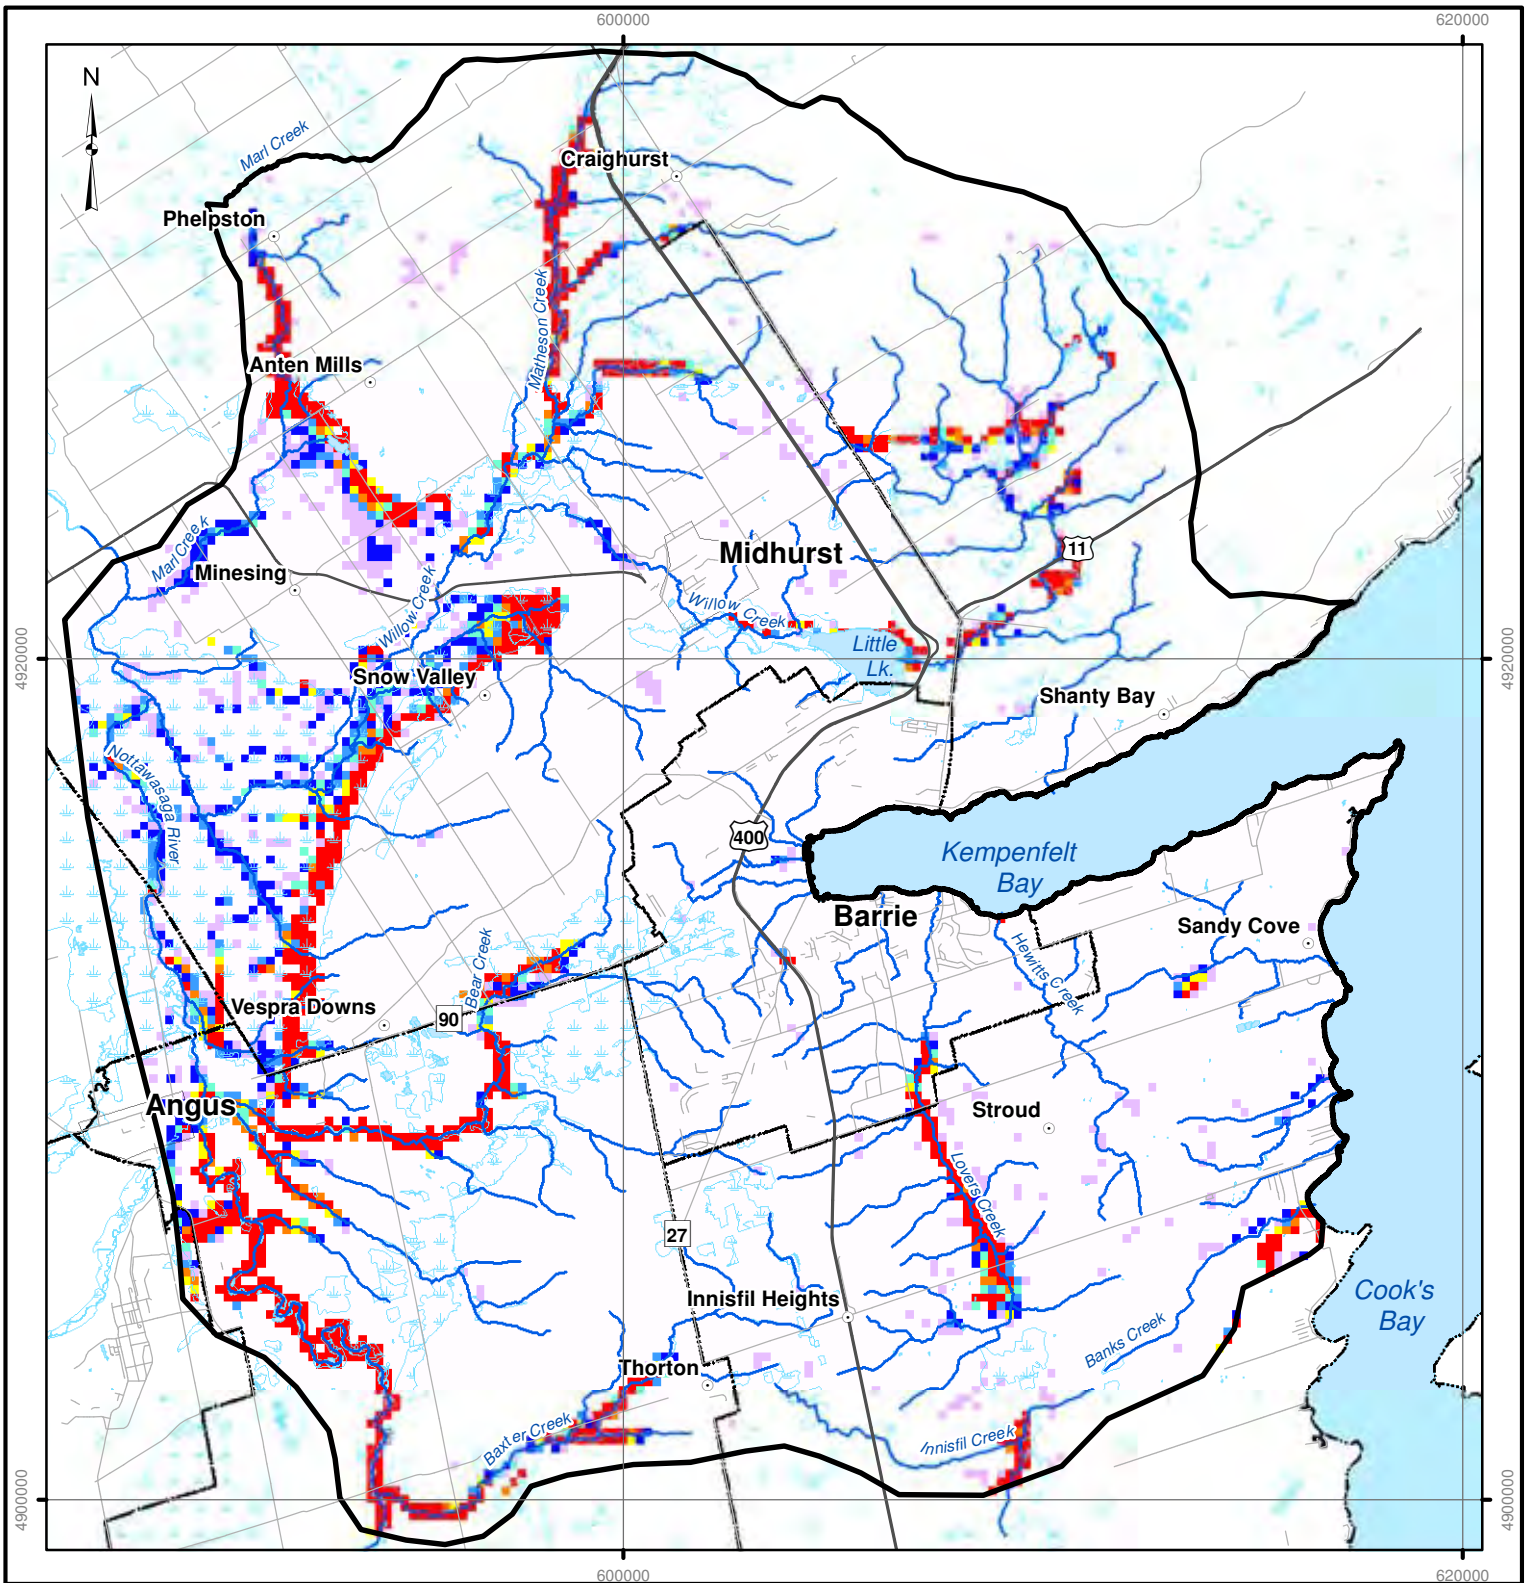 600000
620000
N
Marl Creek
Craighurst
Phelpston
Matheson Creek
Anten Mills
Marl Creek
Midhurst
11
Minesing
Willow Creek
Willow Creek
Little
Lk.
4920000
4920000
Snow Valley
Shanty Bay
Nottawasaga River
400
Kempenfelt
Bay
Barrie
Sandy Cove
Hewitts Creek
Bear Creek
Vespra Downs
90
Angus
Stroud
Lovers Creek
27
Innisfil Heights
Cook's
Bay
Banks Creek
Thorton
Baxter Creek
Innisfil Creek
4900000
4900000
600000
620000